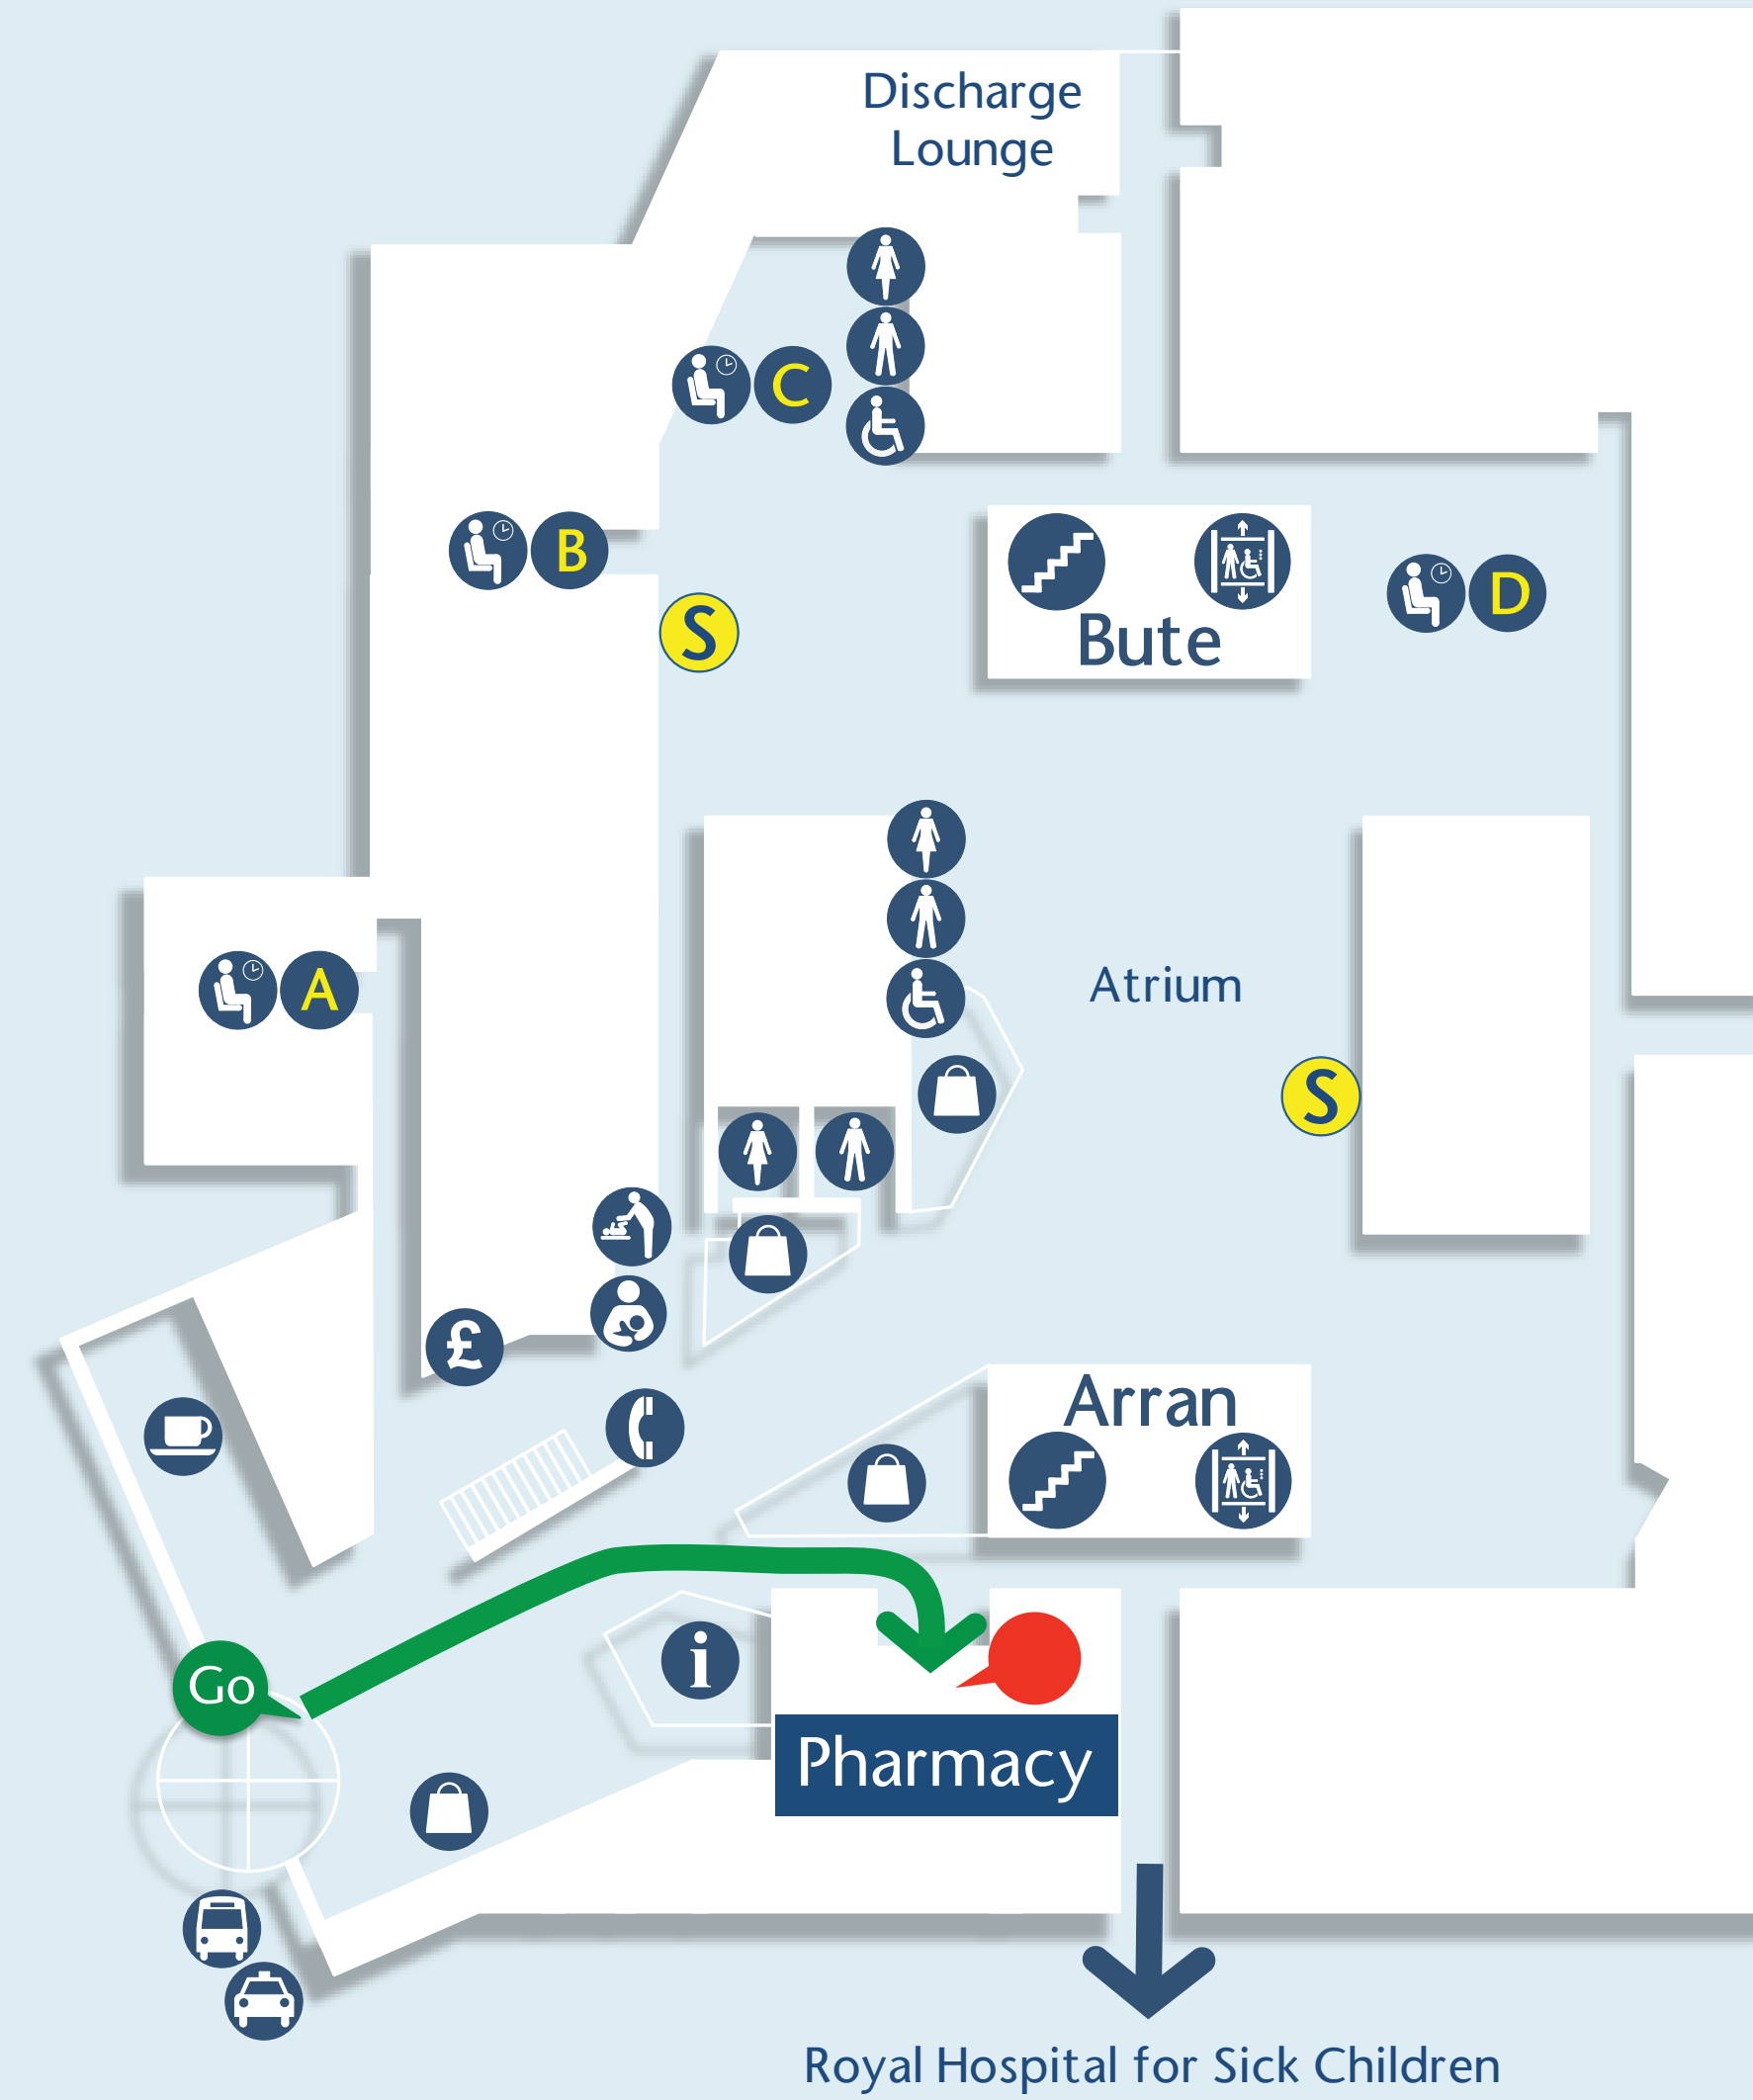 Discharge
Lounge
C
B
S
D
Bute
A
Atrium
S
£
Arran
i
Go
Pharmacy
Royal Hospital for Sick Children